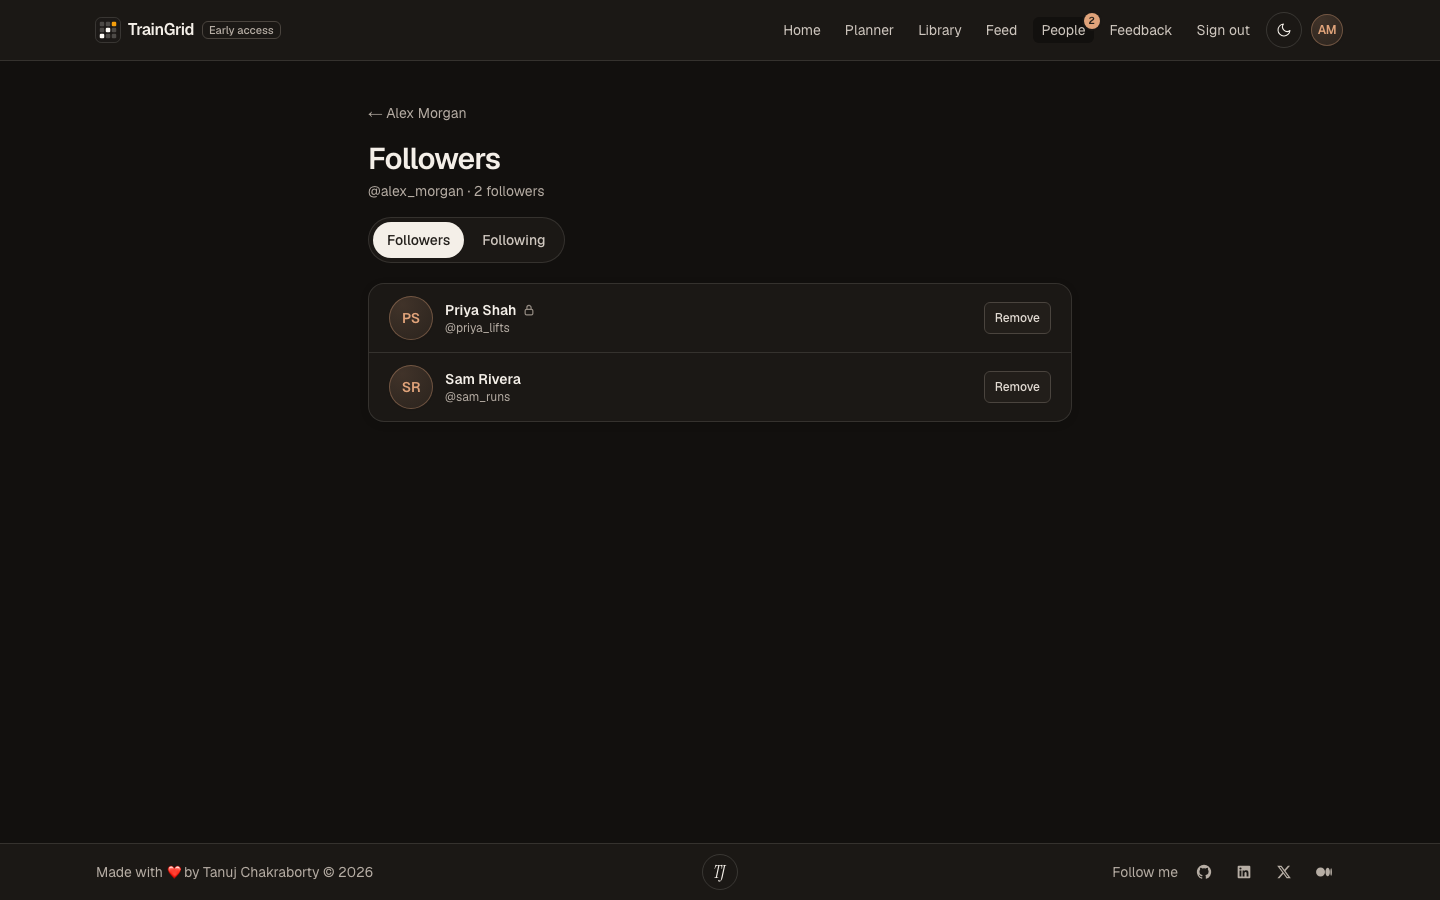 TrainGrid Early access Home Planner Library Feed People 2 Feedback Sign out AM
← Alex Morgan
Followers
@alex_morgan · 2 followers
Followers Following
PS Priya Shah Remove
@priya_lifts
SR Sam Rivera Remove
@sam_runs
Made with ❤️ by Tanuj Chakraborty © 2026 TJ Follow me